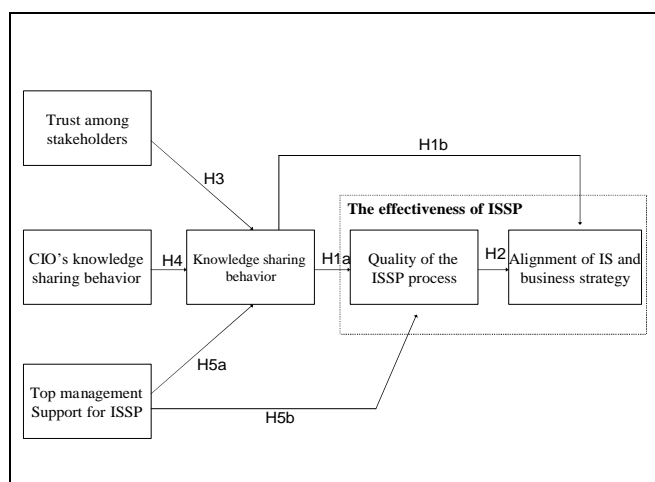 Trust among
stakeholders
H3
H1b
The effectiveness of ISSP
CIO's knowledge
sharing behavior
H4
Knowledge sharing
behavior
H1a
Quality of the
ISSP process
H2
Alignment of IS and
business strategy
H5a
Top management
Support for ISSP
H5b